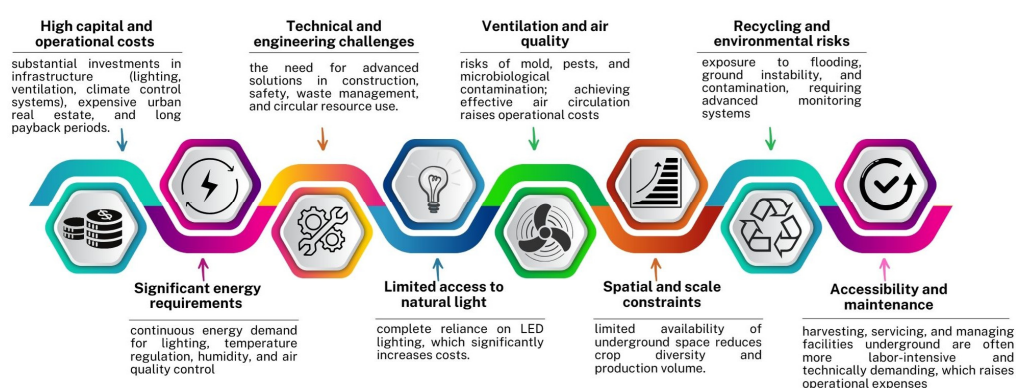 High capital and
operational costs
substantial investments in
infrastructure (lighting,
ventilation, climate control
systems), expensive urban
real estate, and long
payback periods.
Technical and
engineering challenges
the need for advanced
solutions in construction,
safety, waste management,
and circular resource use.
Ventilation and air
quality
risks of mold, pests, and
microbiological
contamination; achieving
effective air circulation
raises operational costs
Recycling and
environmental risks
exposure to flooding,
ground instability, and
contamination, requiring
advanced monitoring
systems
$
Significant energy
requirements
continuous energy demand
for lighting, temperature
regulation, humidity, and air
quality control
Limited access to
natural light
complete reliance on LED
lighting, which significantly
increases costs.
Spatial and scale
constraints
limited availability of
underground space reduces
crop diversity and
production volume.
Accessibility and
maintenance
harvesting, servicing, and managing
facilities underground are often
more labor-intensive and
technically demanding, which raises
operational expenses